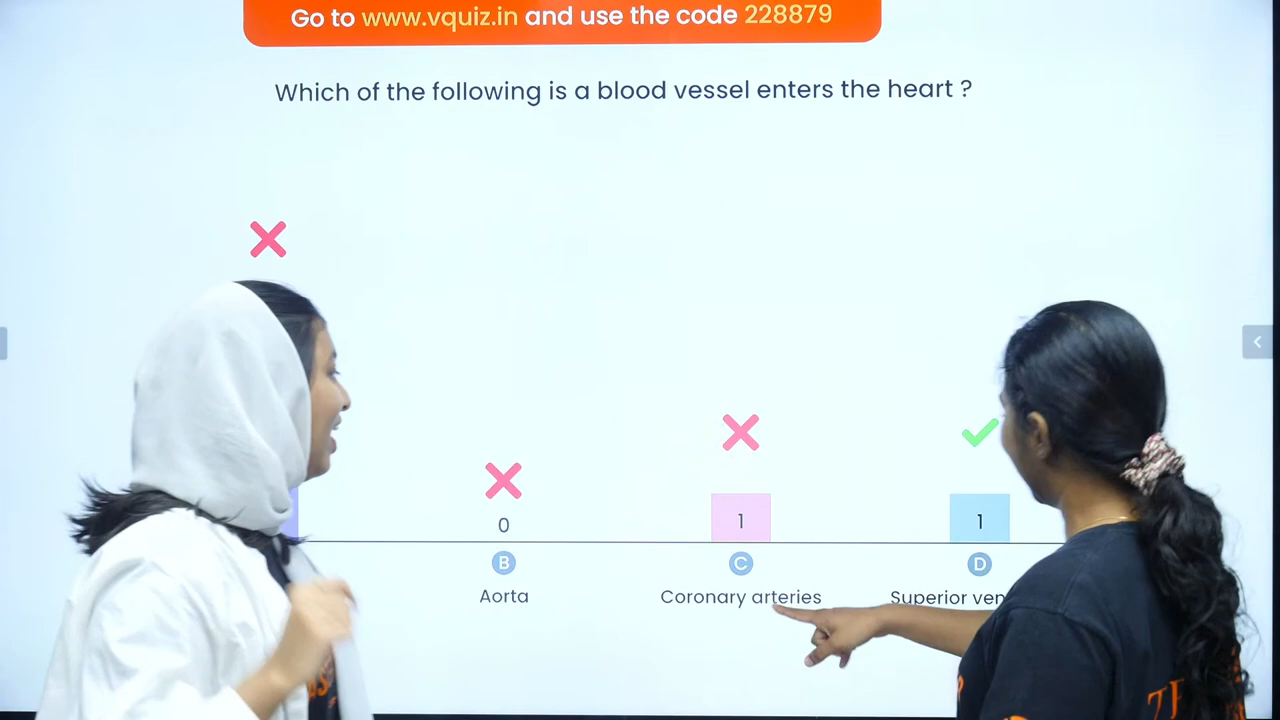 Go to www.vquiz.in and use the code 228879
Which of the following is a blood vessel enters the heart ?
0
1
1
B
C
D
Aorta
Coronary arteries
Superior